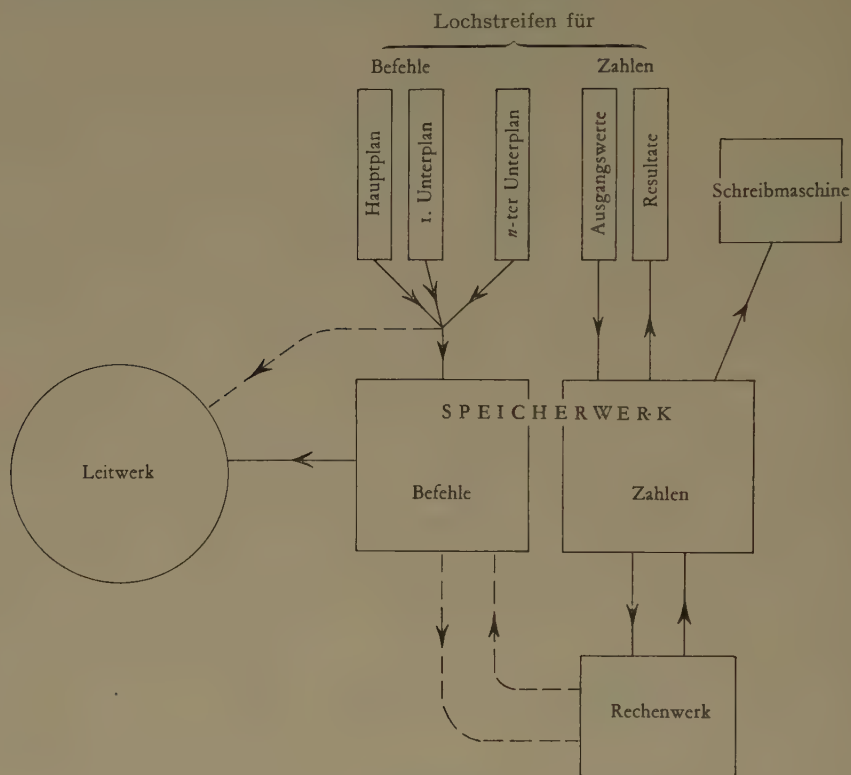 Lochstreifen für
Befehle
Zahlen
Hauptplan
1. Unterplan
n-ter Unterplan
Ausgangswerte
Resultate
Schreibmaschine
SPEICHERWERK
Leitwerk
Befehle
Zahlen
Rechenwerk